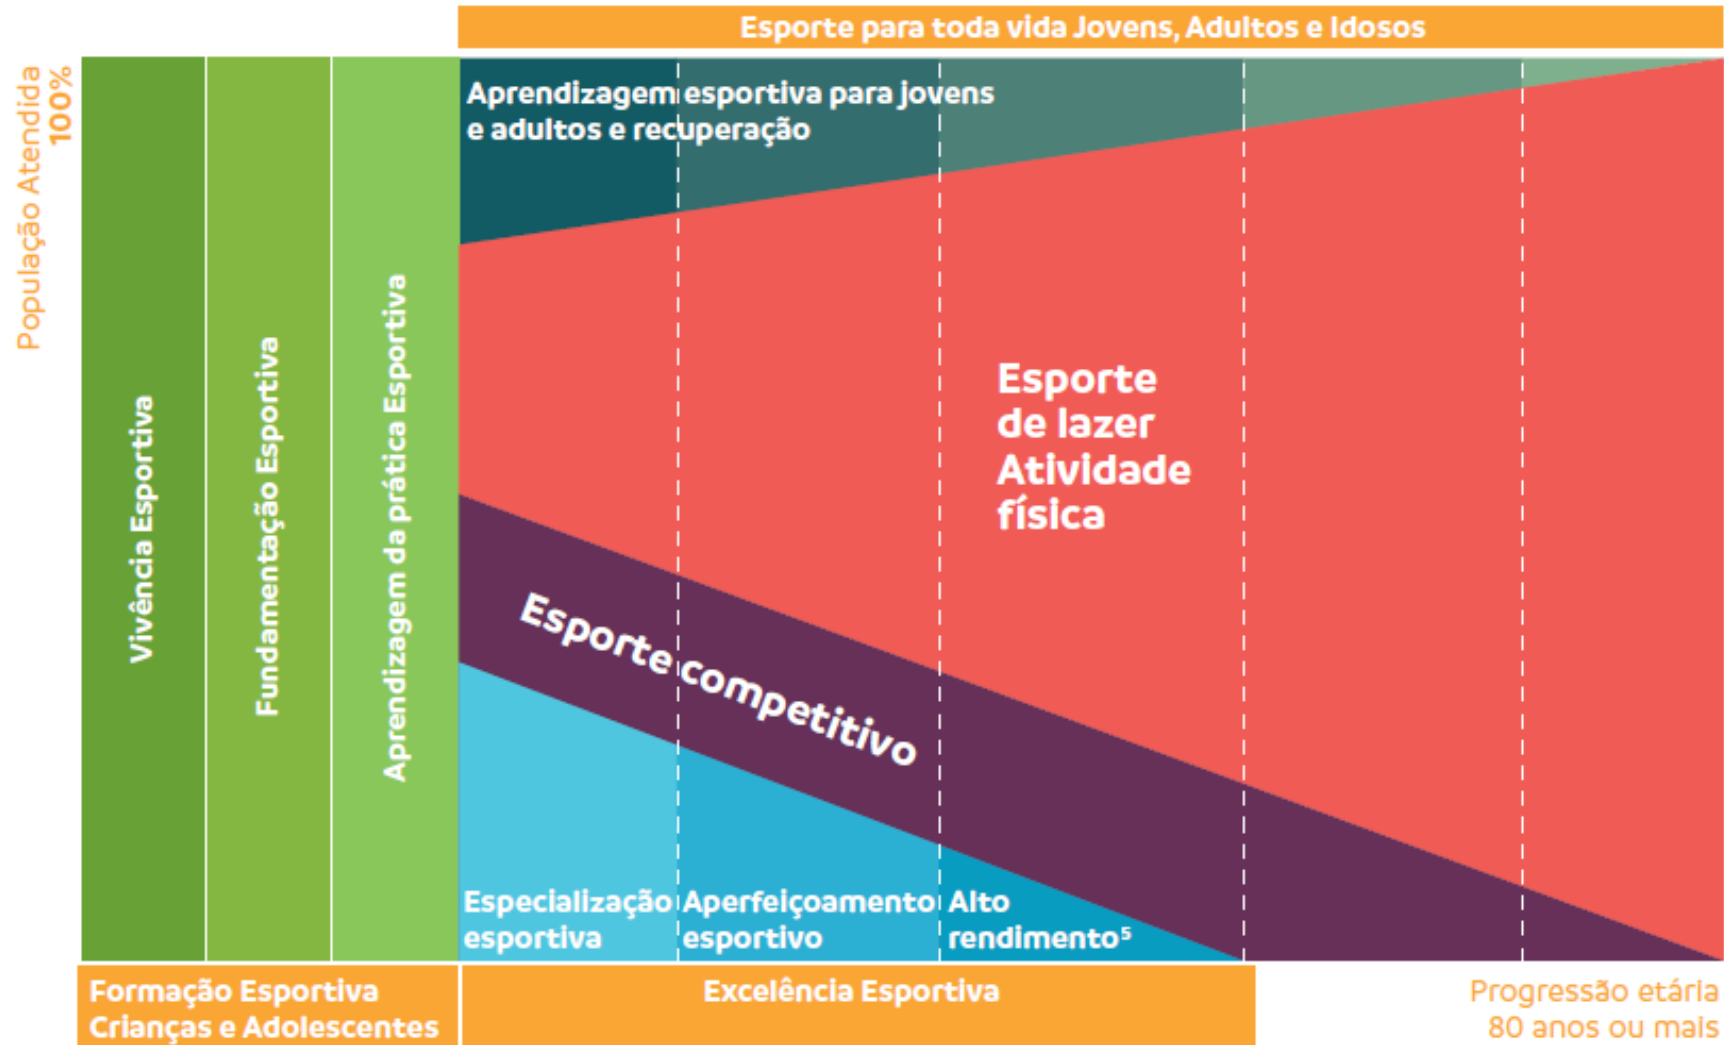 Esporte para toda vida Jovens, Adultos e Idosos
População Atendida
100%
Vivência Esportiva
Fundamentação Esportiva
Aprendizagem da prática Esportiva
Aprendizagem esportiva para jovens
e adultos e recuperação
Esporte
de lazer
Atividade
física
Esporte competitivo
Especialização
esportiva
Aperfeiçoamento
esportivo
Alto
rendimento⁵
Formação Esportiva
Crianças e Adolescentes
Excelência Esportiva
Progressão etária
80 anos ou mais